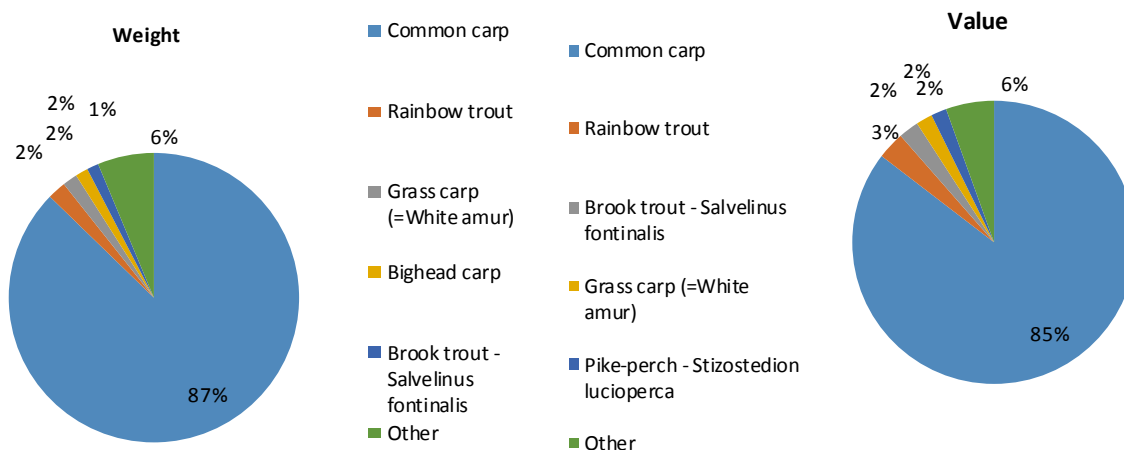 Weight
2%
1%
2%
2%
6%
87%
Common carp
Rainbow trout
Grass carp
(=White amur)
Bighead carp
Brook trout -
Salvelinus
fontinalis
Other
Common carp
Rainbow trout
Brook trout - Salvelinus
fontinalis
Grass carp (=White
amur)
Pike-perch - Stizostedion
lucioperca
Other
Value
2%
2%
2%
6%
3%
85%